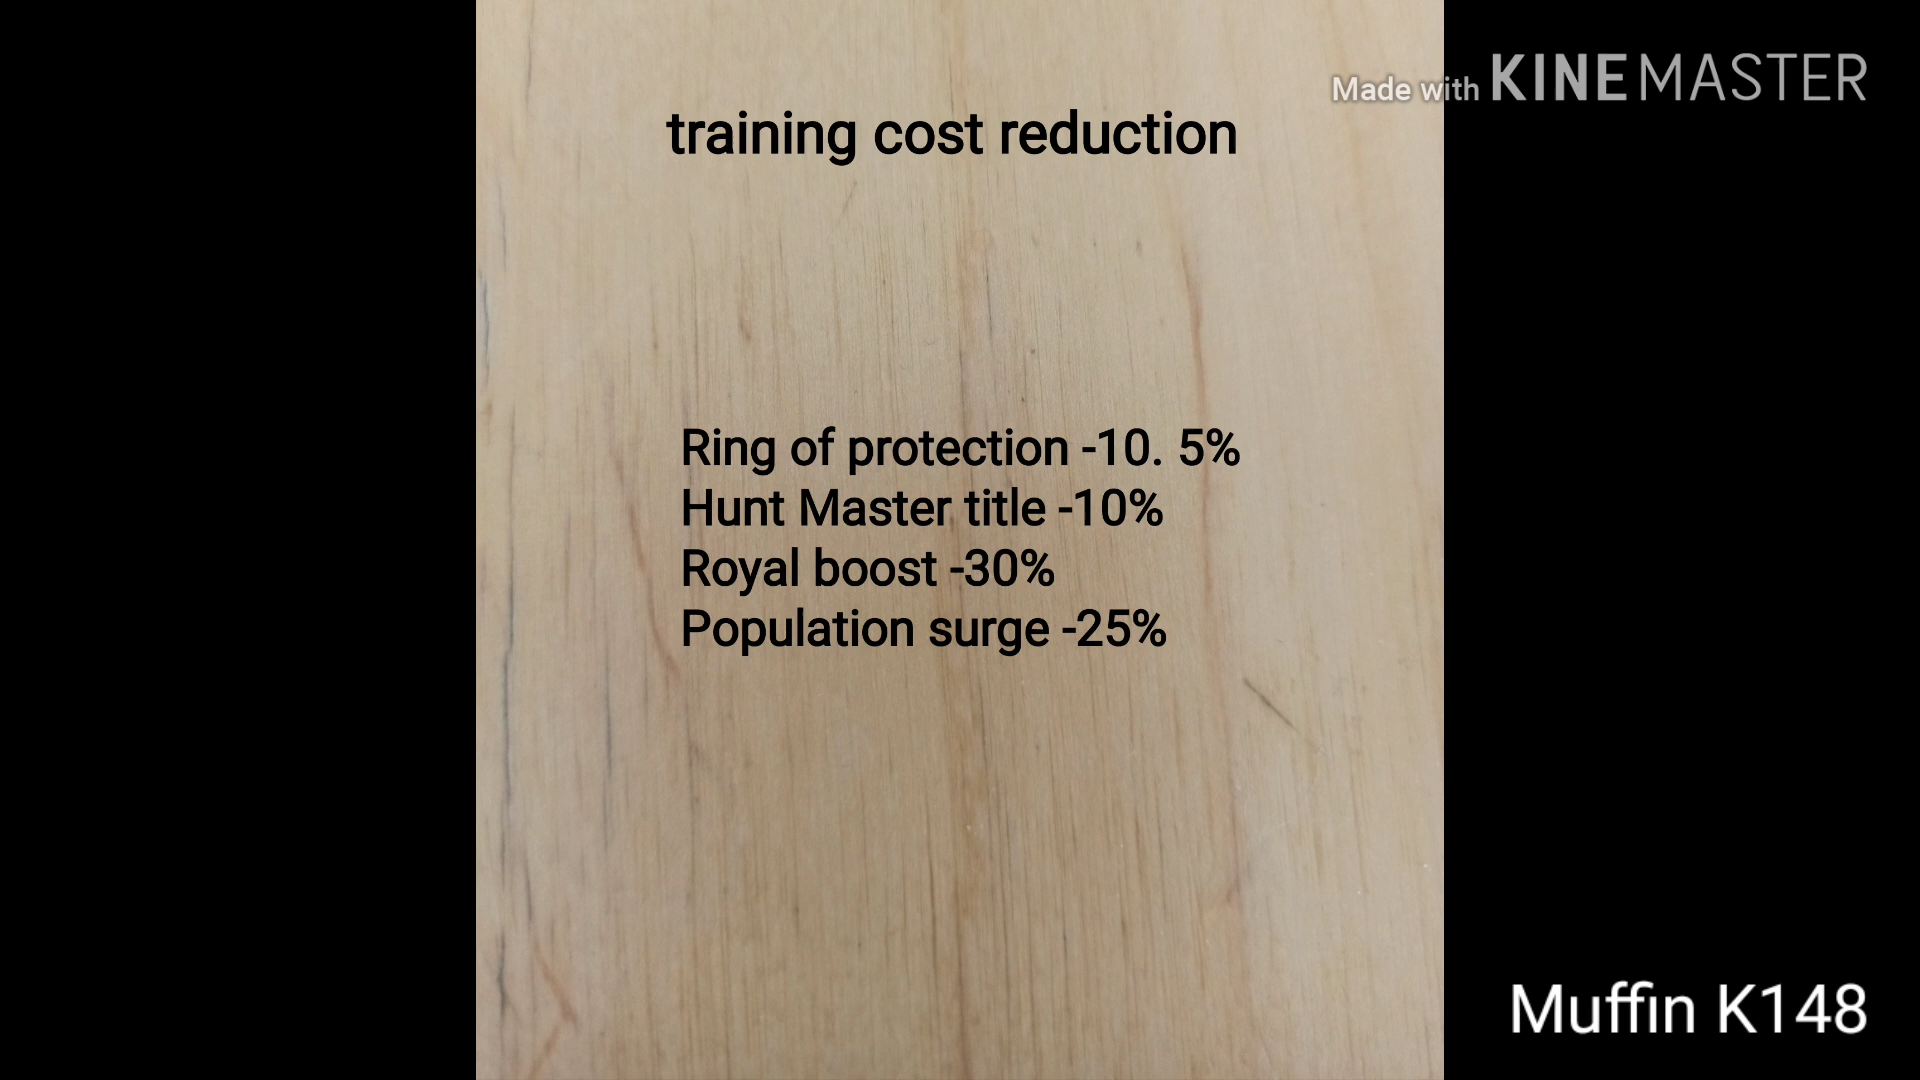 Made with KINEMASTER
training cost reduction
Ring of protection -10. 5%
Hunt Master title -10%
Royal boost -30%
Population surge -25%
Muffin K148